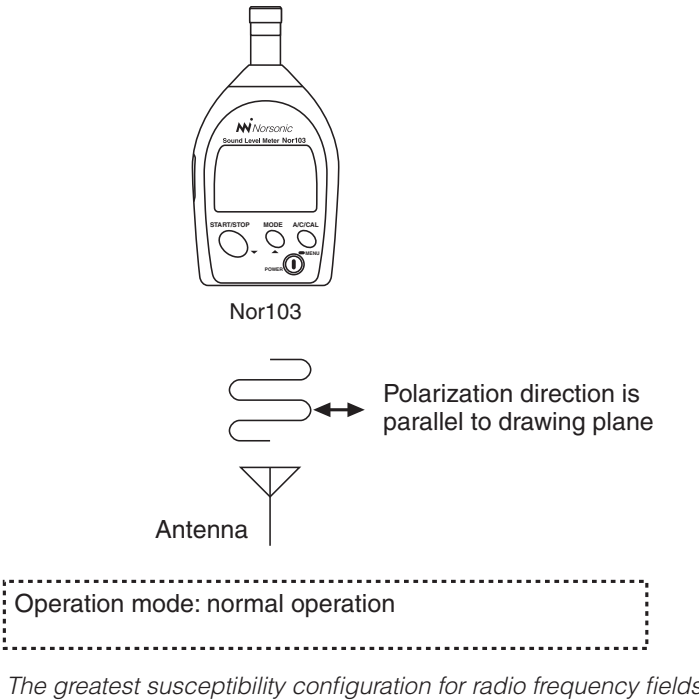 Norsonic
Sound Level Meter Nor103
START/STOP MODE A/C/CAL
MENU
POWER
Nor103
Polarization direction is
parallel to drawing plane
Antenna
Operation mode: normal operation
The greatest susceptibility configuration for radio frequency fields